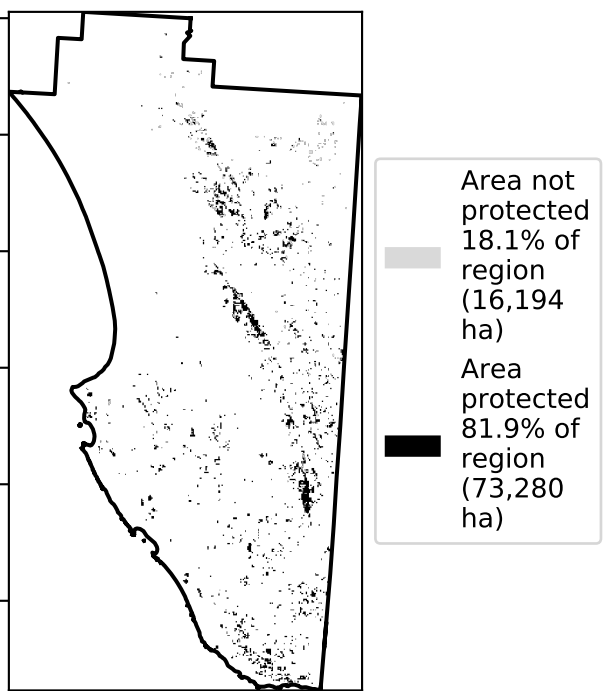 Area not
protected
18.1% of
region
(16,194
ha)
Area
protected
81.9% of
region
(73,280
ha)